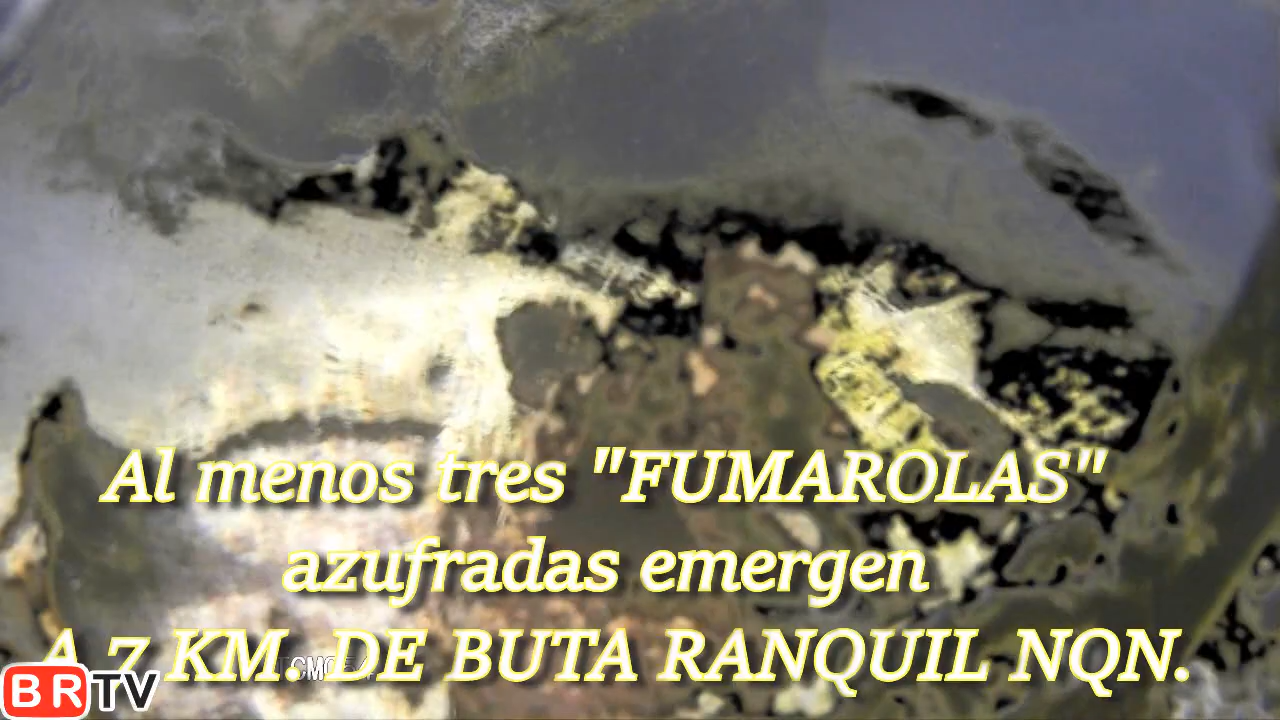 Al menos tres "FUMAROLAS"
azufradas emergen
A 7 KM. DE BUTA RANQUIL NQN.
BRTV